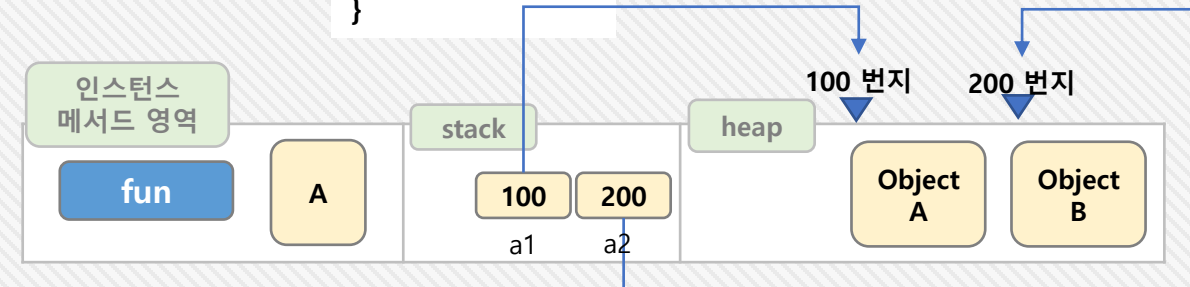 }
인스턴스
메서드 영역
100 번지
200 번지
stack
heap
fun
A
100
200
Object
A
Object
B
a1
a2